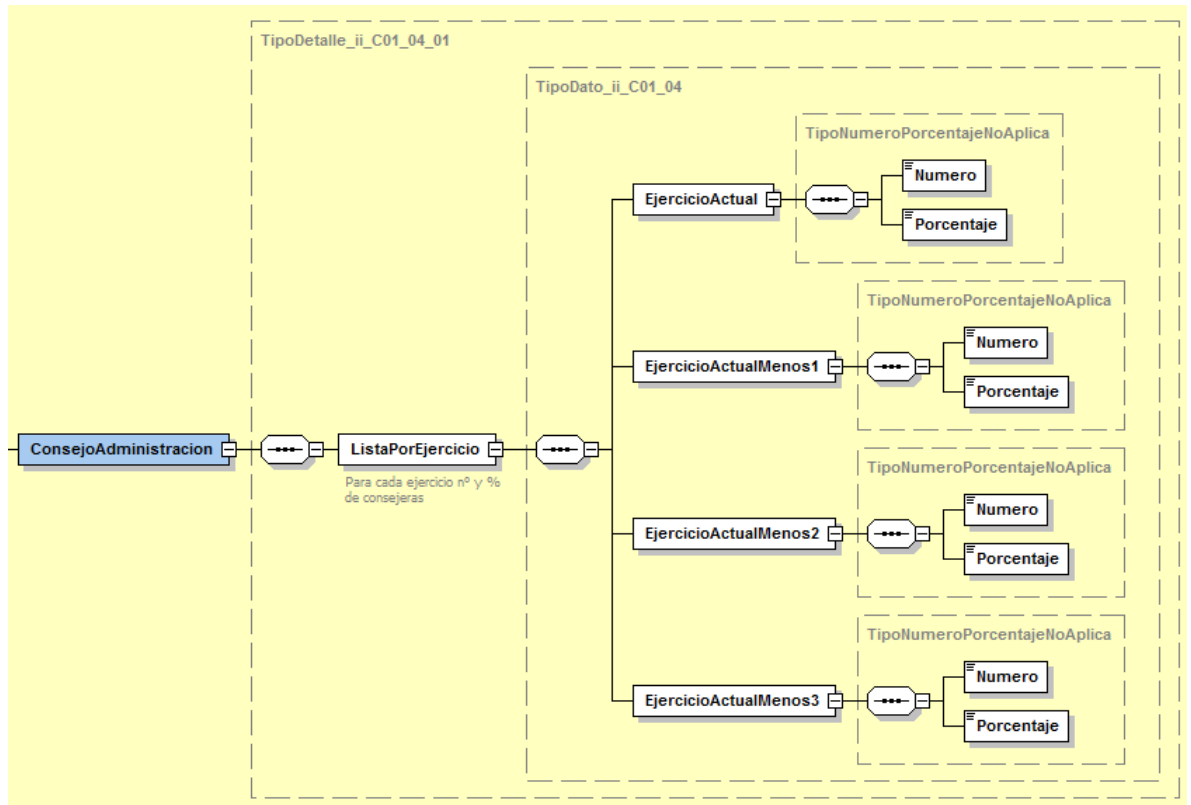 TipoDetalle_ii_C01_04_01
TipoDato_ii_C01_04
TipoNumeroPorcentajeNoAplica
EjercicioActual
Numero
Porcentaje
TipoNumeroPorcentajeNoAplica
EjercicioActualMenos1
Numero
Porcentaje
ConsejoAdministracion
ListaPorEjercicio
Para cada ejercicio nº y %
de consejeras
TipoNumeroPorcentajeNoAplica
EjercicioActualMenos2
Numero
Porcentaje
TipoNumeroPorcentajeNoAplica
EjercicioActualMenos3
Numero
Porcentaje